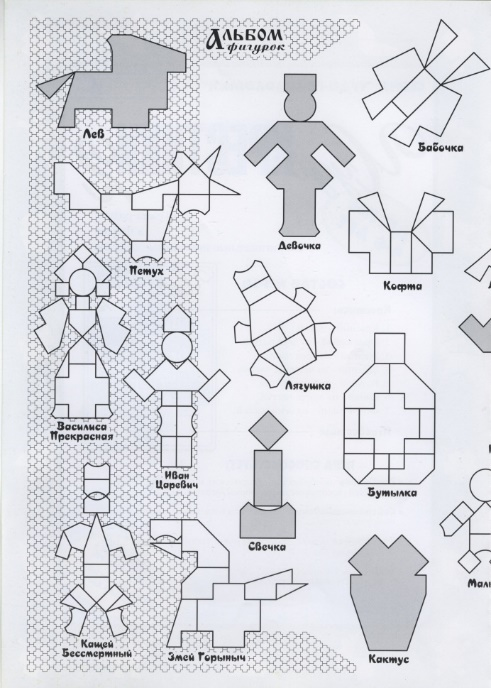 Альбом
фигурок
Лев
Бабочка
Девочка
Петух
Кофта
Лягушка
Василиса
Прекрасная
Иван
Царевич
Бутылка
Свечка
Кащей
Бессмертный
Змей Горыныч
Кактус